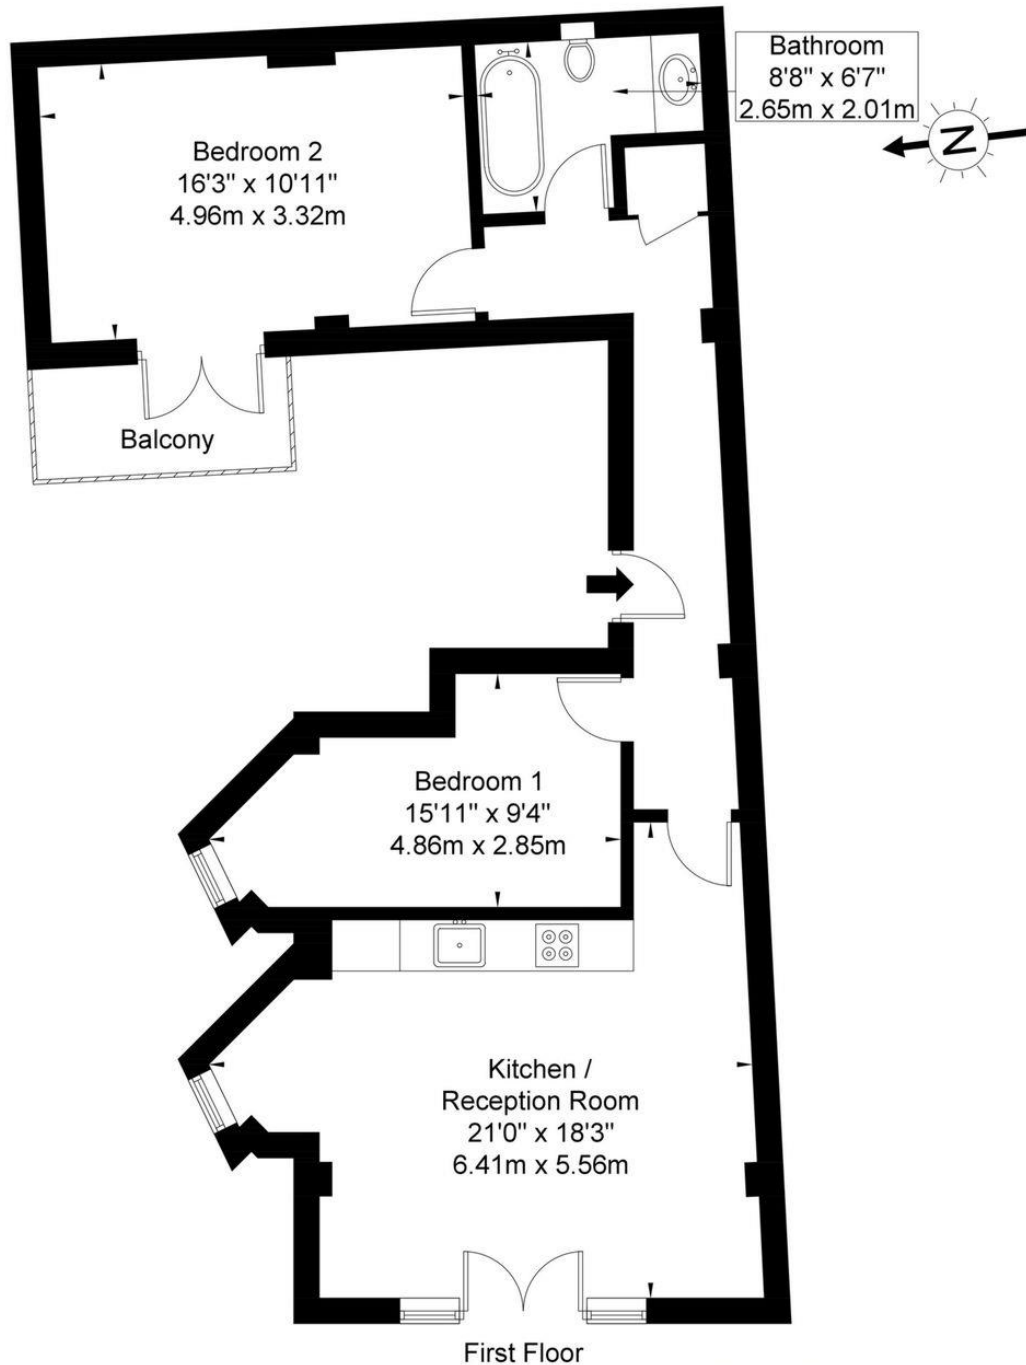 Bathroom
8'8" x 6'7"
2.65m x 2.01m
N
Bedroom 2
16'3" x 10'11"
4.96m x 3.32m
Balcony
Bedroom 1
15'11" x 9'4"
4.86m x 2.85m
Kitchen /
Reception Room
21'0" x 18'3"
6.41m x 5.56m
First Floor